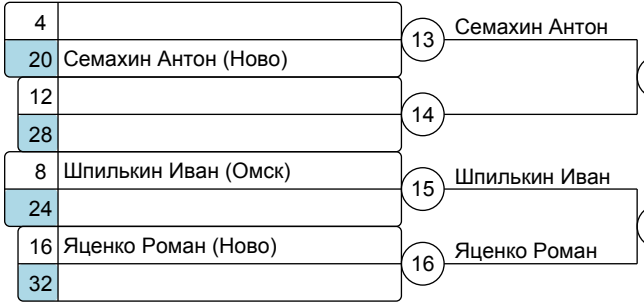 4
13
Семахин Антон
20 Семахин Антон (Ново)
12
14
28
8 Шпилькин Иван (Омск)
15
Шпилькин Иван
24
16 Яценко Роман (Ново)
16
Яценко Роман
32